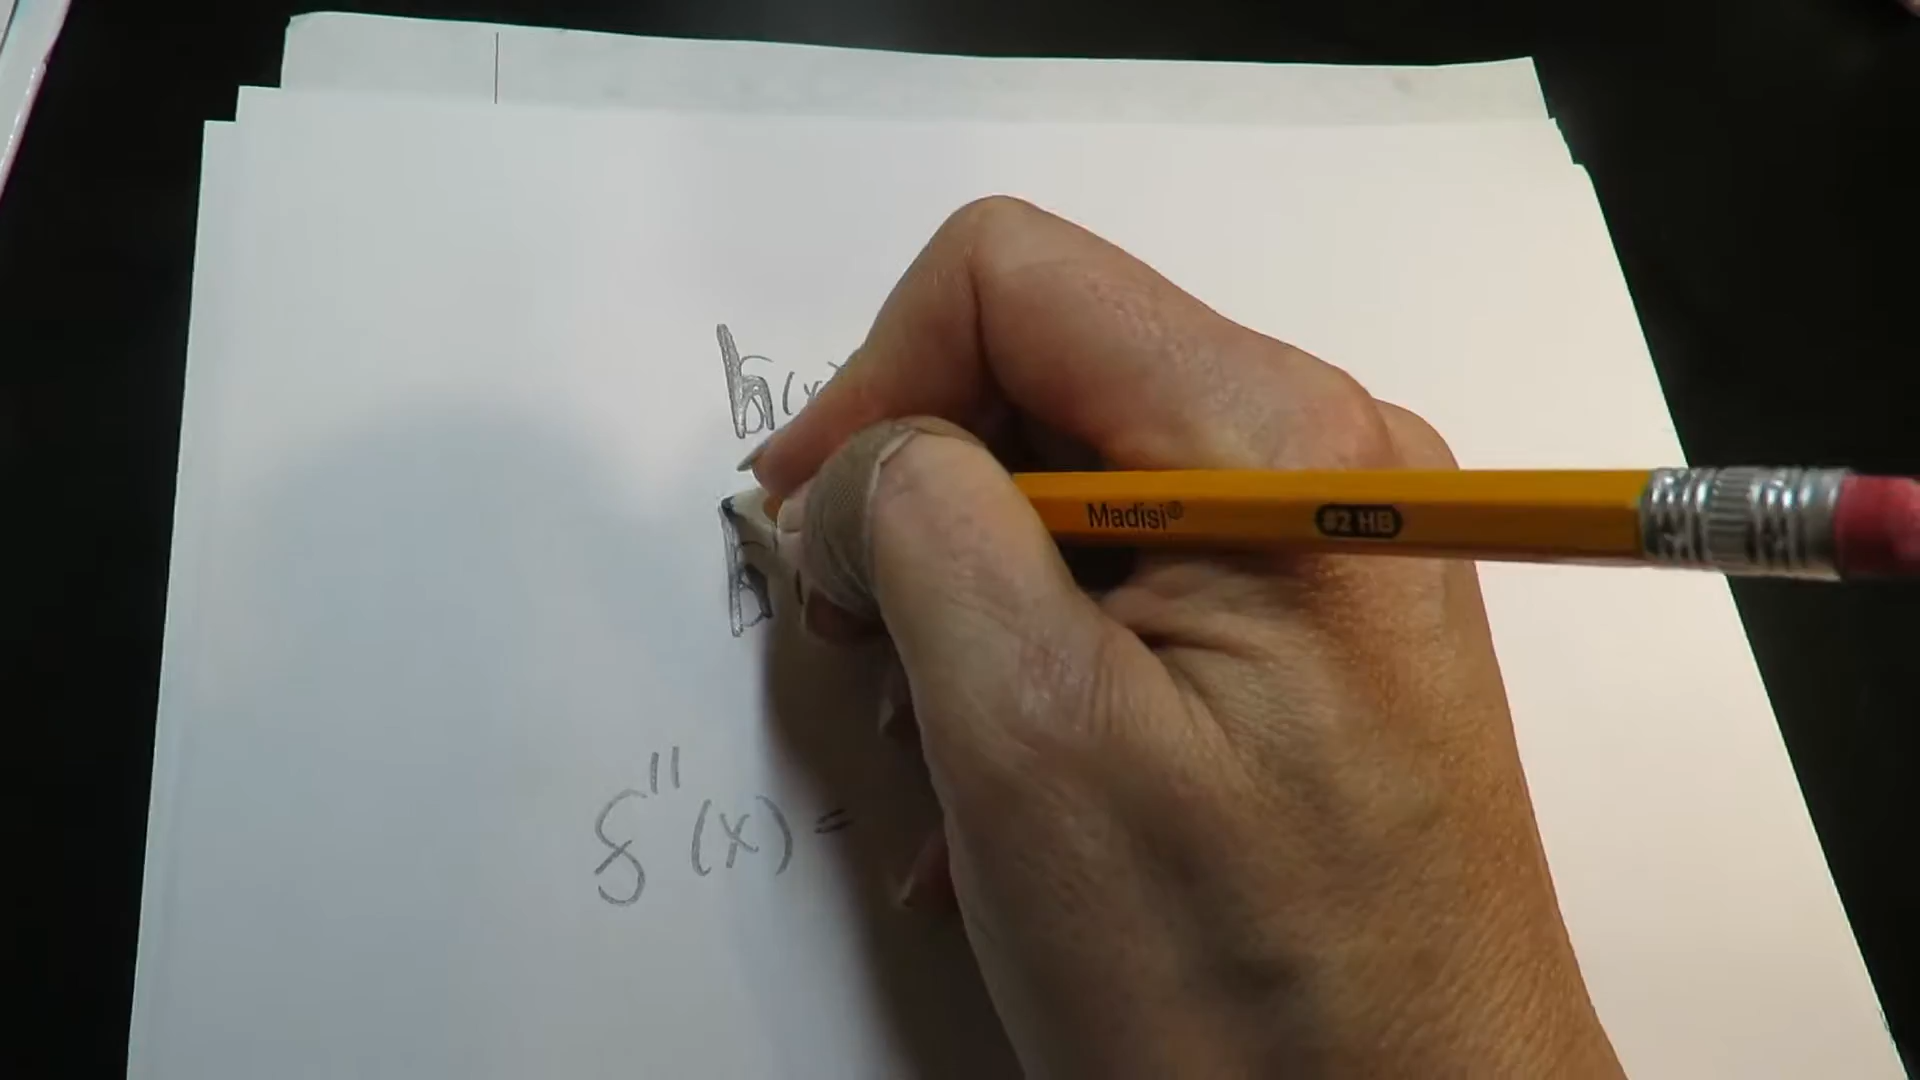 h(x)
Madisi® #2 HB
h
f"(x) =